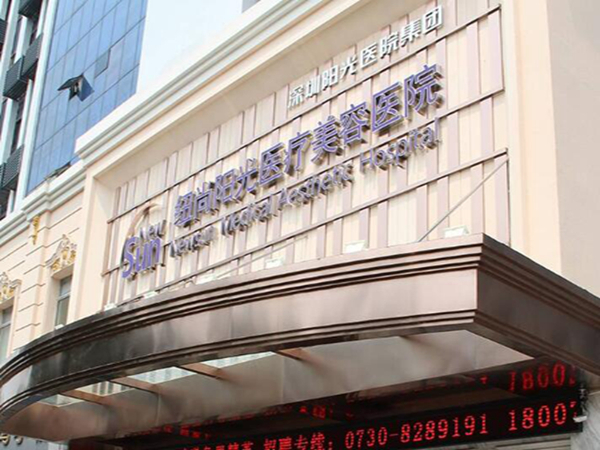 深圳阳光医院集团
纽尚阳光医疗美容医院
New Sun
Newsun Medical Aesthetic Hospital
招聘专线: 0730-8289191 1800